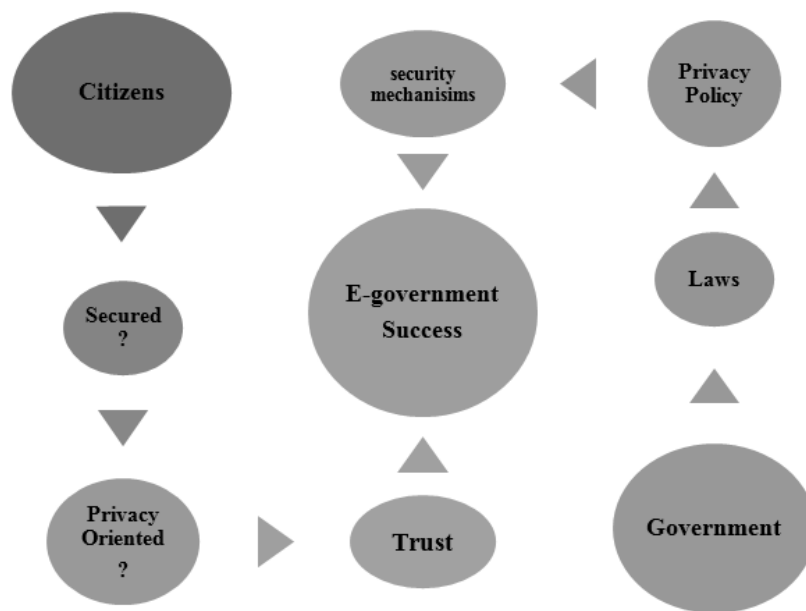 Citizens
Secured
?
Privacy
Oriented
?
security
mechanisims
E-government
Success
Trust
Privacy
Policy
Laws
Government